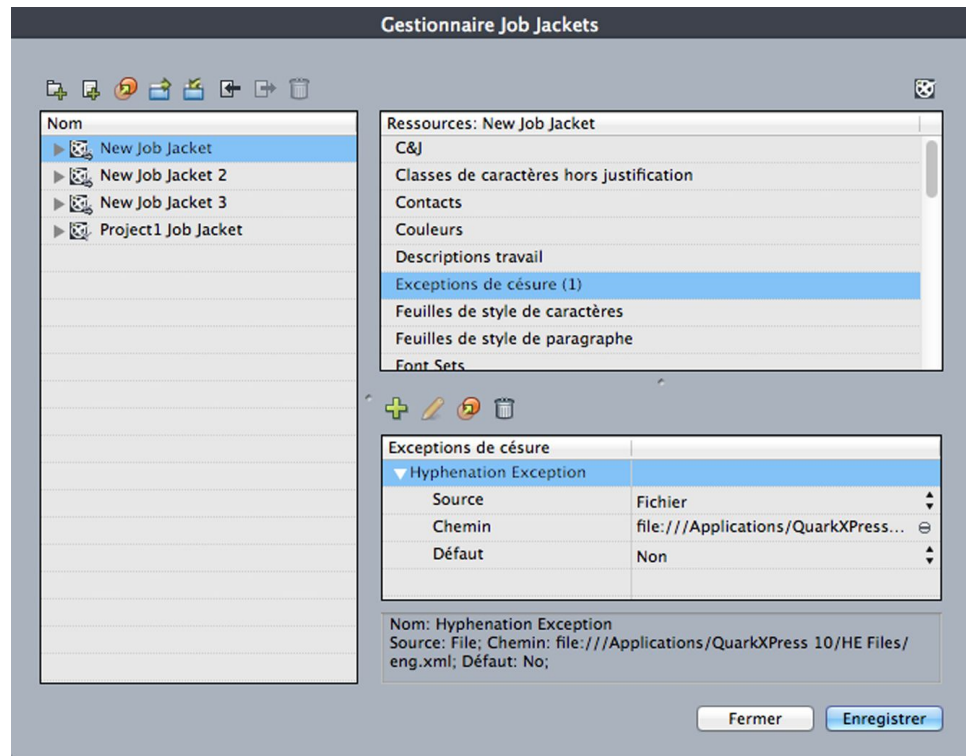 Gestionnaire Job Jackets
Nom
New Job Jacket
New Job Jacket 2
New Job Jacket 3
Project1 Job Jacket
Ressources: New Job Jacket
C&J
Classes de caractères hors justification
Contacts
Couleurs
Descriptions travail
Exceptions de césure (1)
Feuilles de style de caractères
Feuilles de style de paragraphe
Font Sets
Exceptions de césure
Hyphenation Exception
Source Fichier
Chemin file:///Applications/QuarkXPress...
Défaut Non
Nom: Hyphenation Exception
Source: File; Chemin: file:///Applications/QuarkXPress 10/HE Files/
eng.xml; Défaut: No;
Fermer Enregistrer